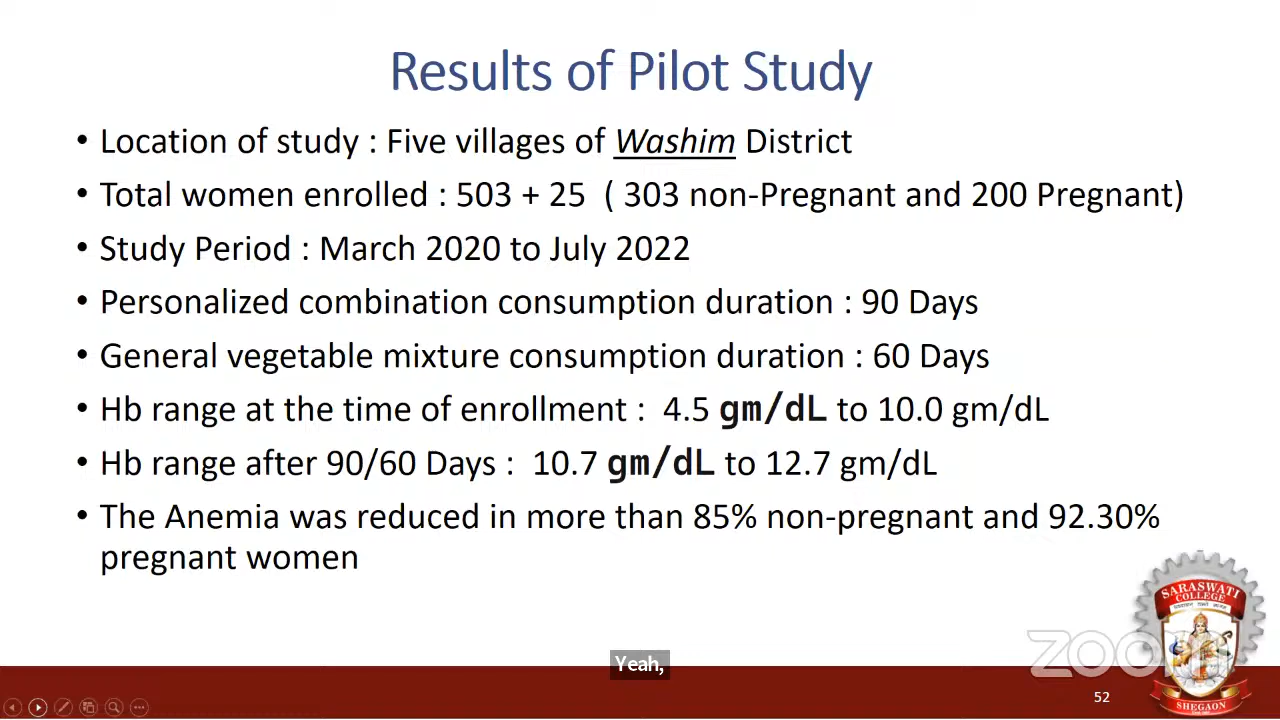 Results of Pilot Study
• Location of study : Five villages of Washim District
• Total women enrolled : 503 + 25 ( 303 non-Pregnant and 200 Pregnant)
• Study Period : March 2020 to July 2022
• Personalized combination consumption duration : 90 Days
• General vegetable mixture consumption duration : 60 Days
• Hb range at the time of enrollment : 4.5 gm/dL to 10.0 gm/dL
• Hb range after 90/60 Days : 10.7 gm/dL to 12.7 gm/dL
• The Anemia was reduced in more than 85% non-pregnant and 92.30%
pregnant women
SARASWATI
COLLEGE
zoom
Yeah,
52
SHEGAON